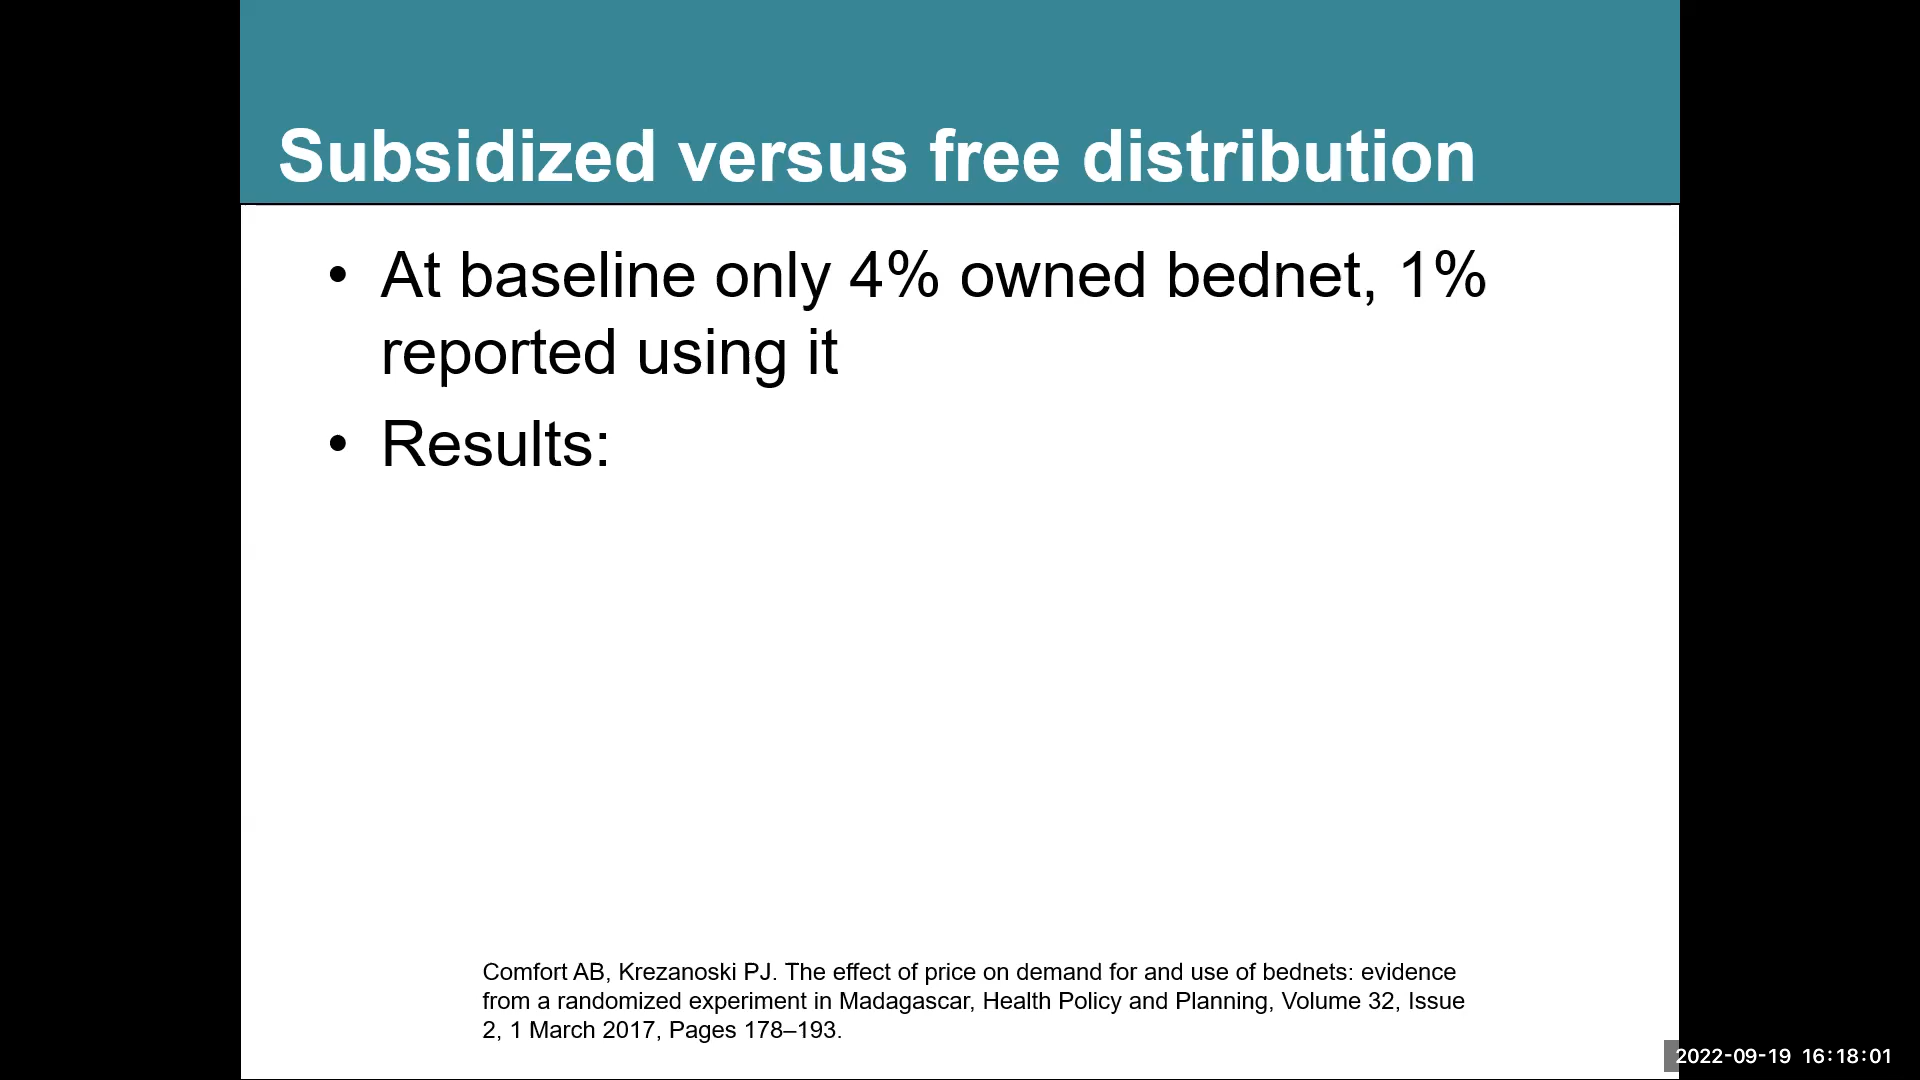 Subsidized versus free distribution
• At baseline only 4% owned bednet, 1%
reported using it
• Results:
Comfort AB, Krezanoski PJ. The effect of price on demand for and use of bednets: evidence
from a randomized experiment in Madagascar, Health Policy and Planning, Volume 32, Issue
2, 1 March 2017, Pages 178–193.
2022-09-19 16:18:01